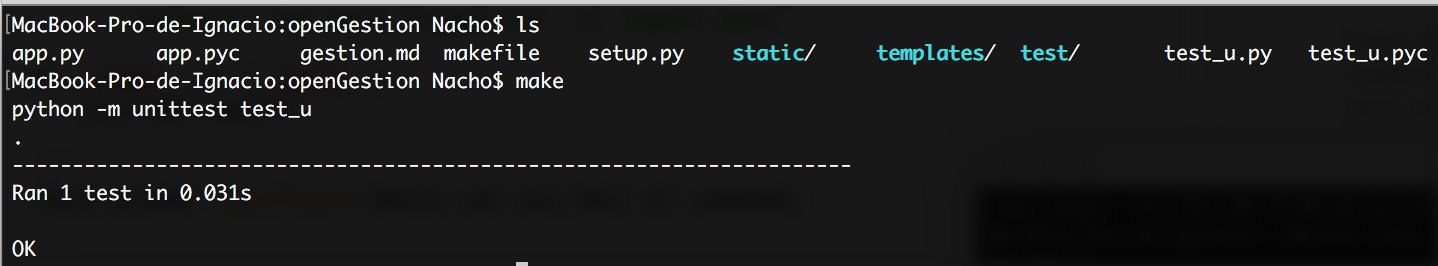 [MacBook-Pro-de-Ignacio:openGestion Nacho$ ls
app.py app.pyc gestion.md makefile setup.py static/ templates/ test/ test_u.py test_u.pyc
[MacBook-Pro-de-Ignacio:openGestion Nacho$ make
python -m unittest test_u
.
----------------------------------------------------------------------
Ran 1 test in 0.031s
OK